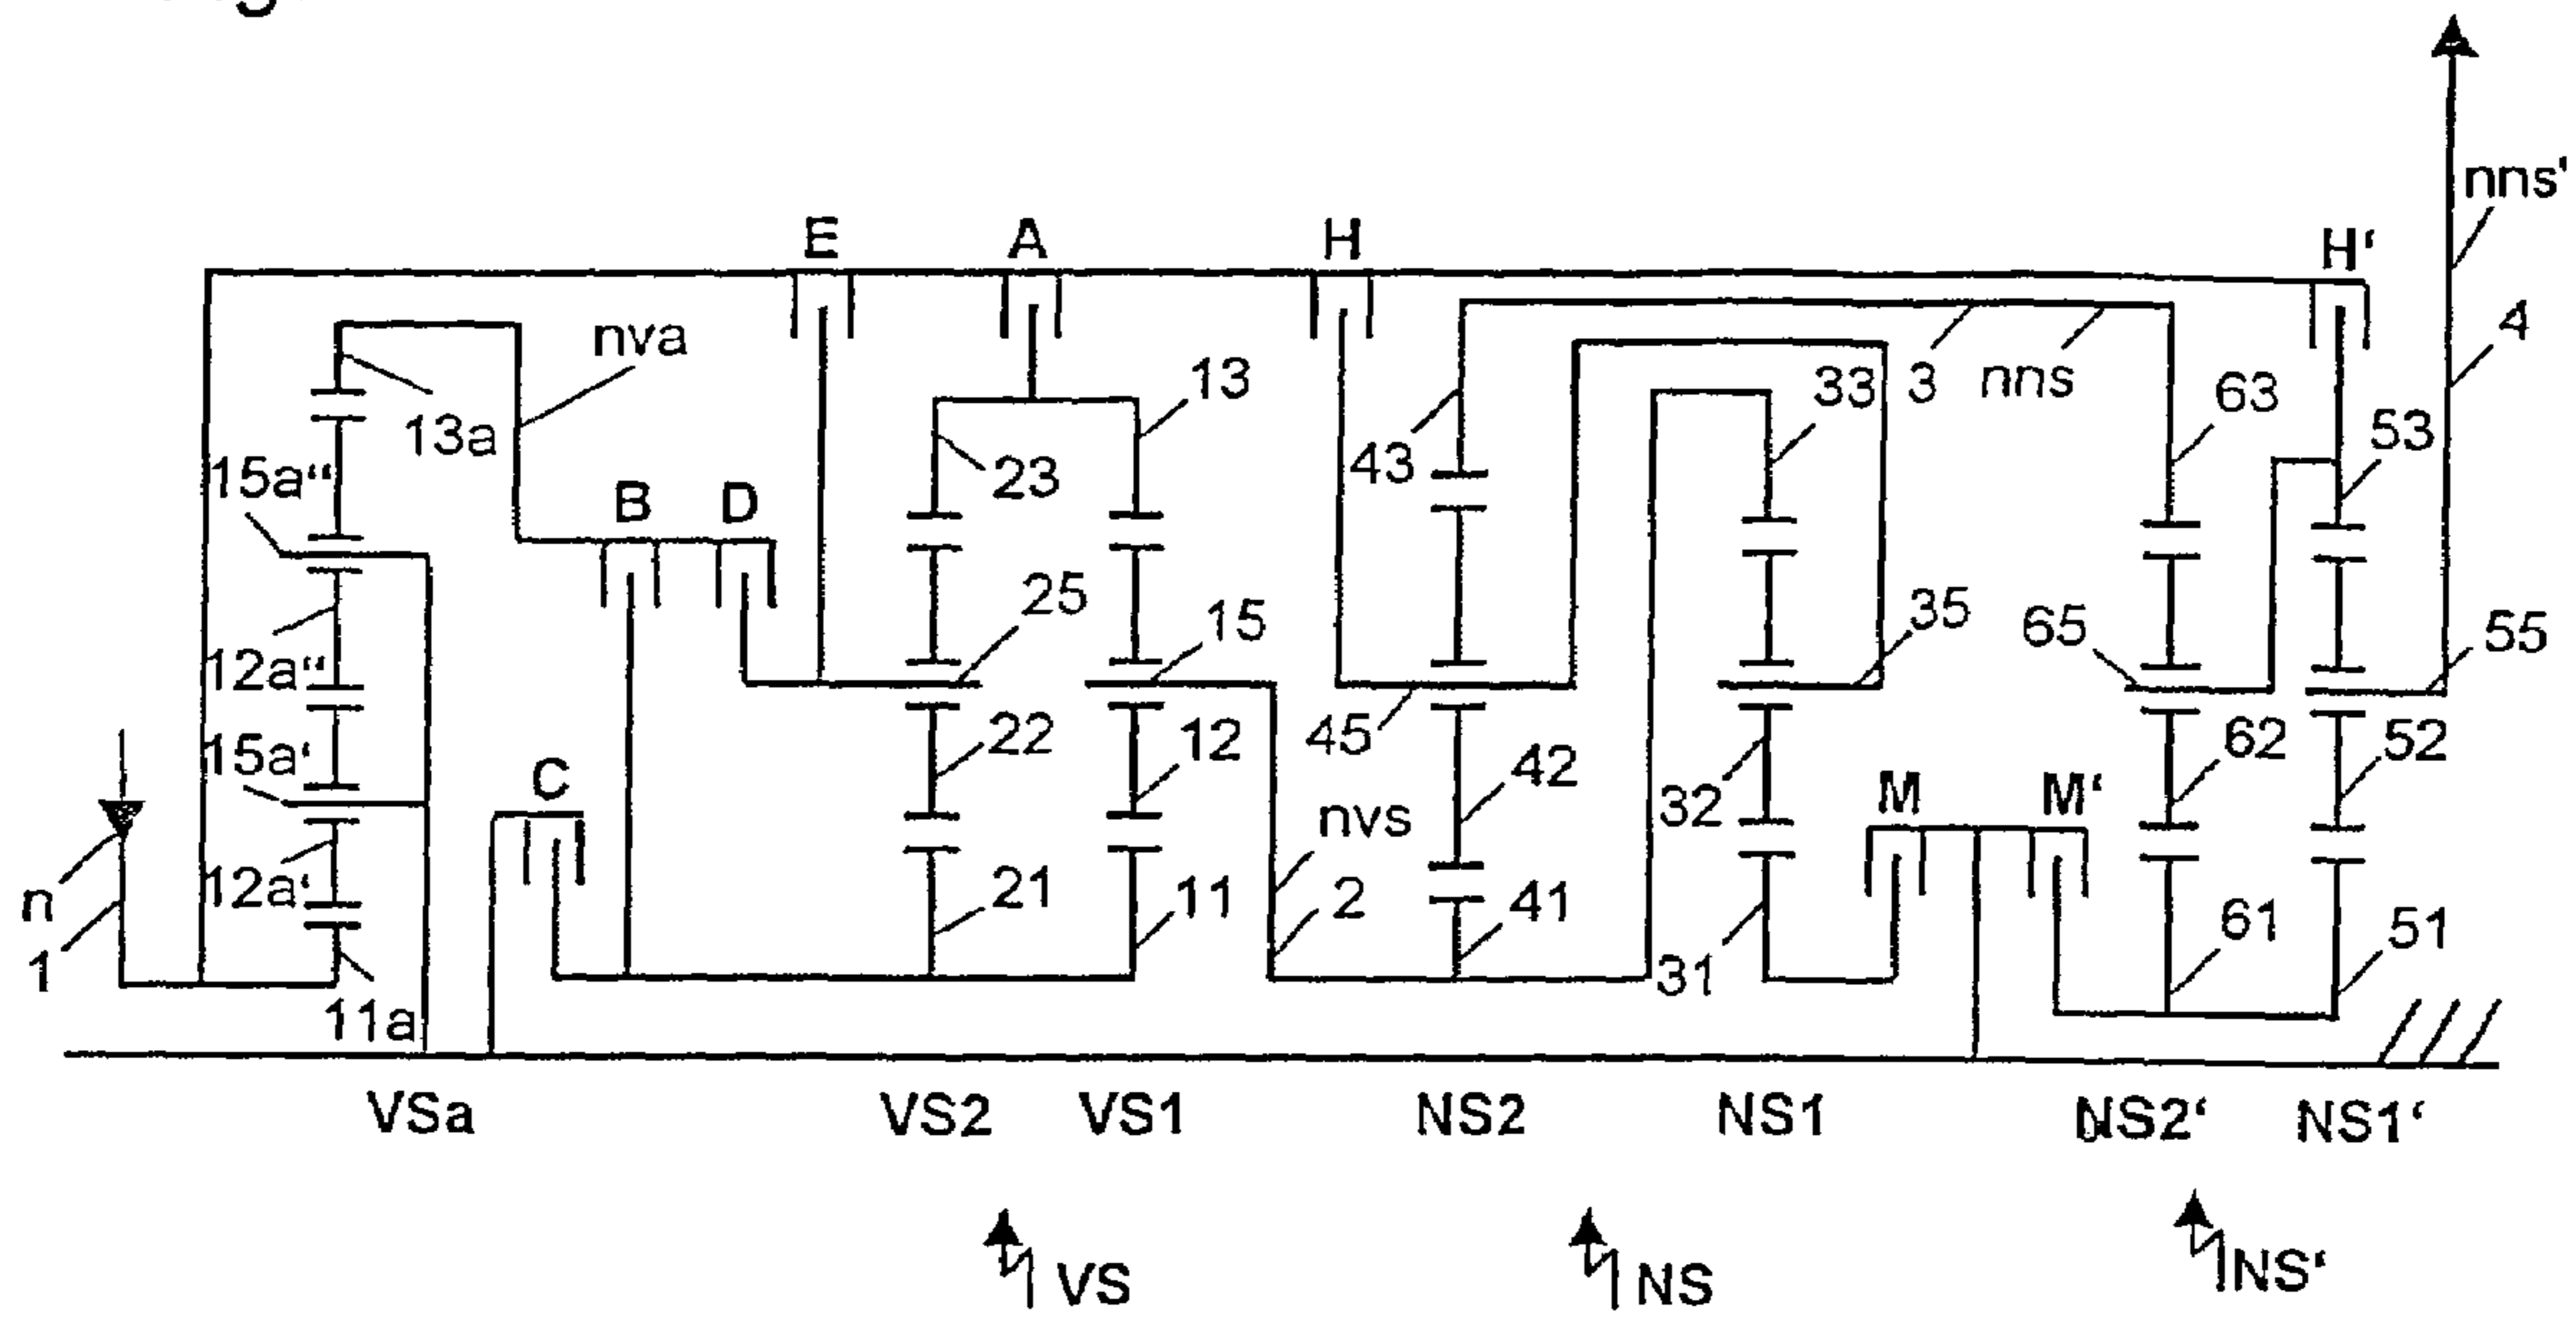 E A H H'
nns'
nva
4
13 33 3 nns 63
13a 43 53
15a" 23
B D
25 15 35 65 55
12a"
15a' 22 12 45 42 62 52
C 32 M M'
nvs
n 12a' 21 11 2 41 61 51
1 31
11a
VSa VS2 VS1 NS2 NS1 NS2' NS1'
VS NS NS'